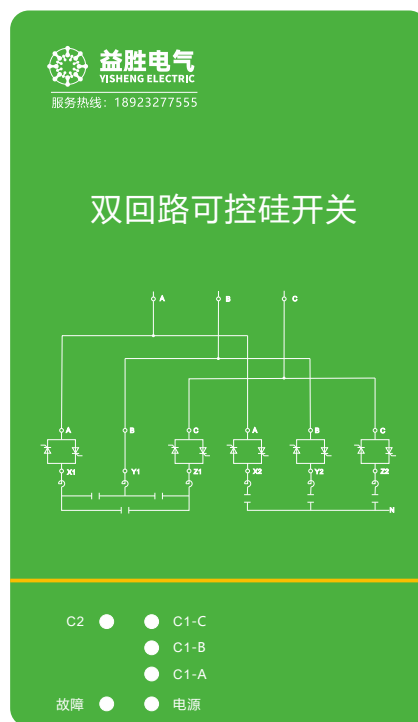 益胜电气
YISHENG ELECTRIC
服务热线：18923277555
双回路可控硅开关
A B C
A B C A B C
X1 Y1 Z1 X2 Y2 Z2
N
C2 C1-C
C1-B
C1-A
故障 电源